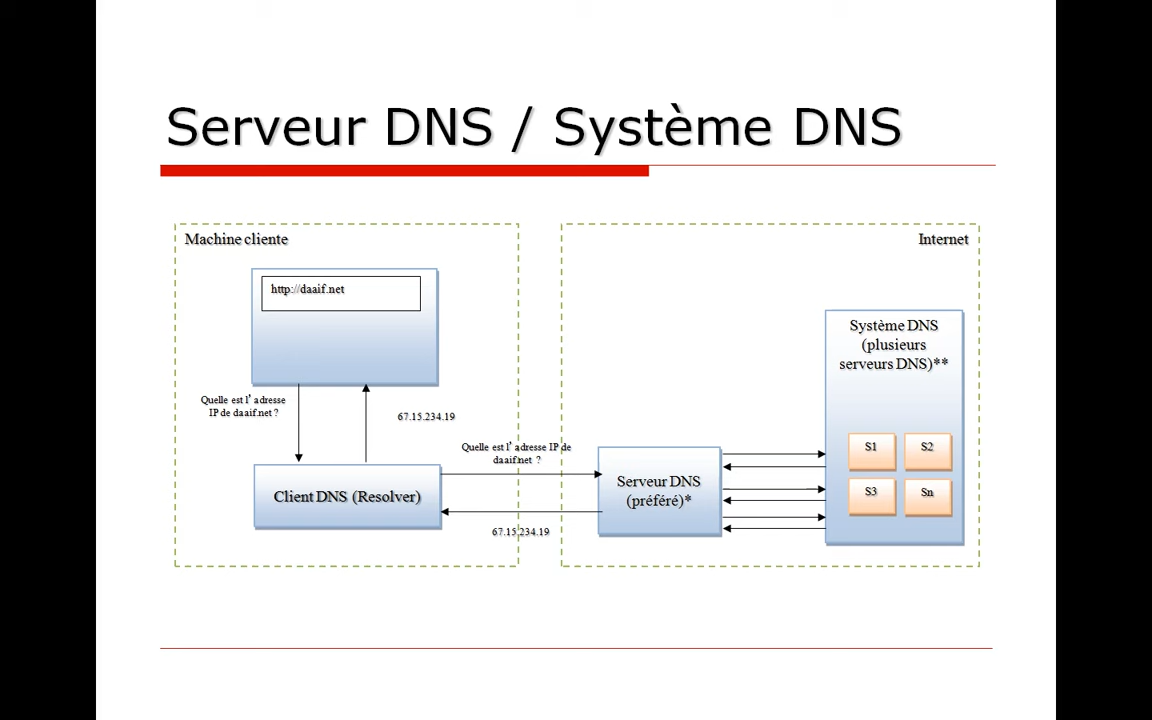 Serveur DNS / Système DNS
Machine cliente
http://daaif.net
Quelle est l’ adresse
IP de daaif.net ?
67.15.234.19
Client DNS (Resolver)
Quelle est l’ adresse IP de
daaif.net ?
67.15.234.19
Internet
Serveur DNS
(préféré)*
Système DNS
(plusieurs
serveurs DNS)**
S1
S2
S3
Sn